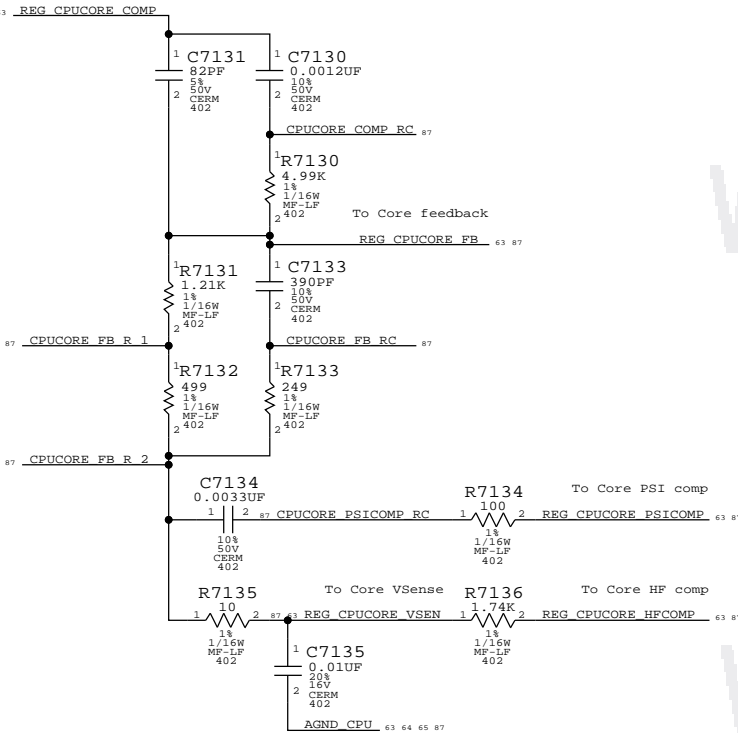 63 REG_CPUCORE_COMP
1 C7131
82PF
5%
50V
2 CERM
402
1 C7130
0.0012UF
10%
50V
2 CERM
402
CPUCORE_COMP_RC 87
1 R7130
4.99K
1%
1/16W
MF-LF
2 402
To Core feedback
REG_CPUCORE_FB 63 87
1 R7131
1.21K
1%
1/16W
MF-LF
2 402
1 C7133
390PF
10%
50V
2 CERM
402
87 CPUCORE_FB_R_1
CPUCORE_FB_RC 87
1 R7132
499
1%
1/16W
MF-LF
2 402
1 R7133
249
1%
1/16W
MF-LF
2 402
87 CPUCORE_FB_R_2
C7134
0.0033UF
1 2
10%
50V
CERM
402
87 CPUCORE_PSICOMP_RC
R7134
100
1 2
1%
1/16W
MF-LF
402
To Core PSI comp
REG_CPUCORE_PSICOMP 63 87
R7135
10
1 2
1%
1/16W
MF-LF
402
To Core VSense
87 63 REG_CPUCORE_VSEN
R7136
1.74K
1 2
1%
1/16W
MF-LF
402
To Core HF comp
REG_CPUCORE_HFCOMP 63 87
1 C7135
0.01UF
20%
16V
2 CERM
402
AGND_CPU 63 64 65 87